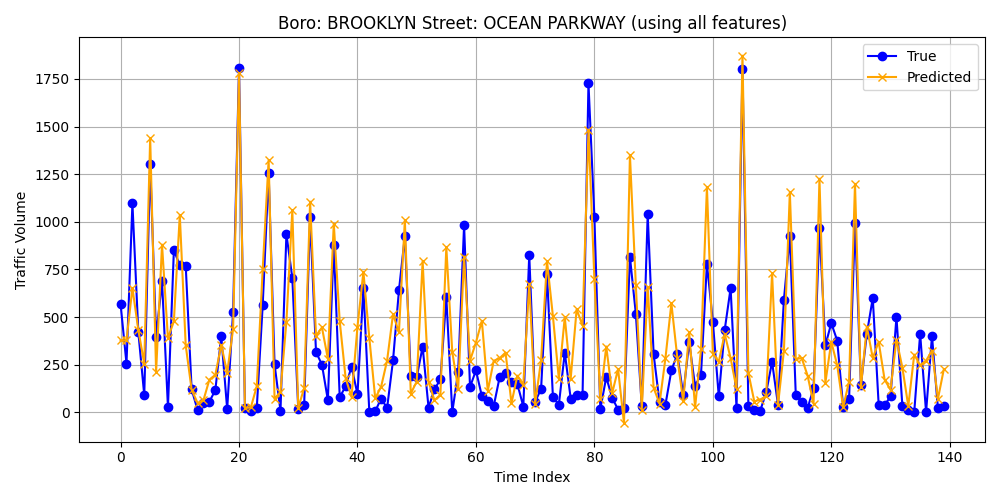 Boro: BROOKLYN Street: OCEAN PARKWAY (using all features)
True
Predicted
Traffic Volume
1750
1500
1250
1000
750
500
250
0
0 20 40 60 80 100 120 140
Time Index